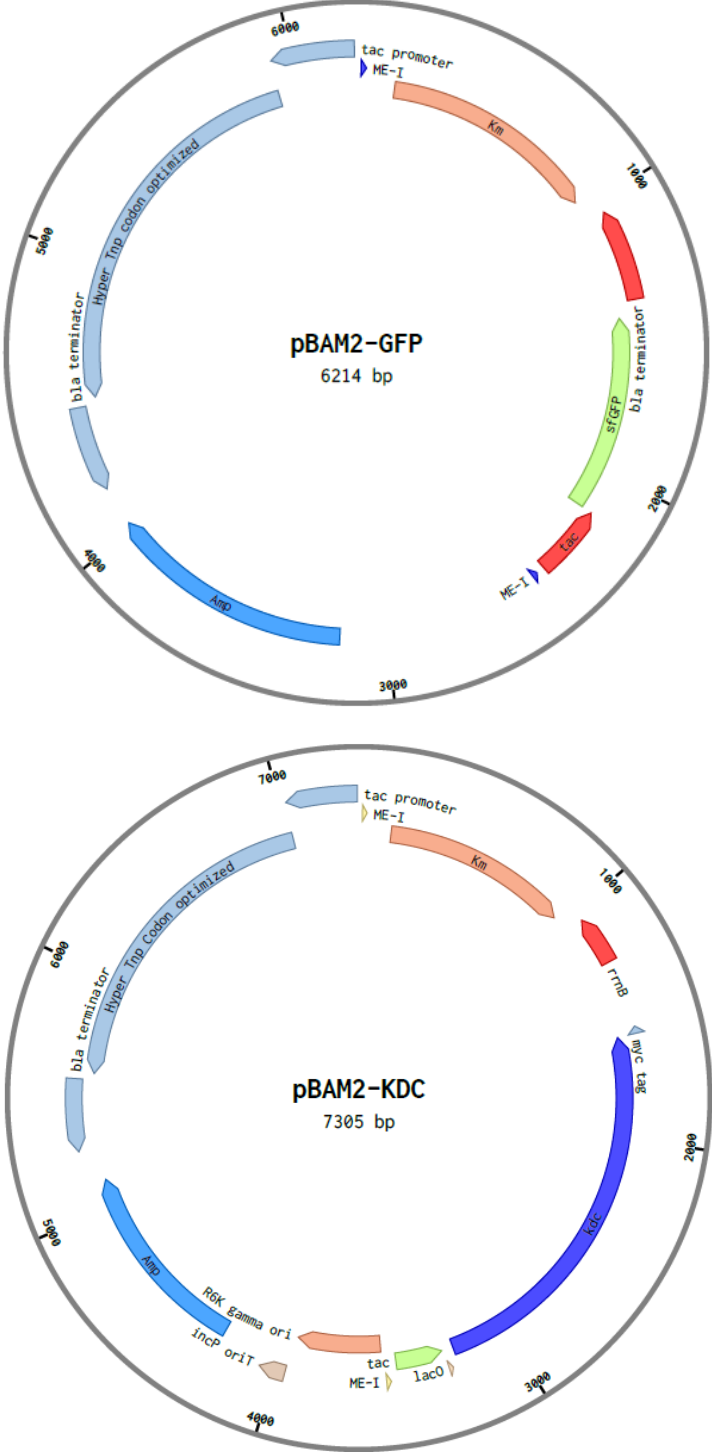 6000
tac promoter
ME-I
Km
Hyper Tnp codon optimized
1000
5000
bla terminator
pBAM2-GFP
6214 bp
bla terminator
sfGFP
2000
tac
ME-I
4000
Amp
3000
7000
tac promoter
ME-I
Km
1000
Hyper Tnp Codon optimized
6000
rrnB
bla terminator
myc tag
pBAM2-KDC
7305 bp
2000
kdc
5000
Amp
R6K gamma ori
incP oriT
tac
lacO
ME-I
3000
4000